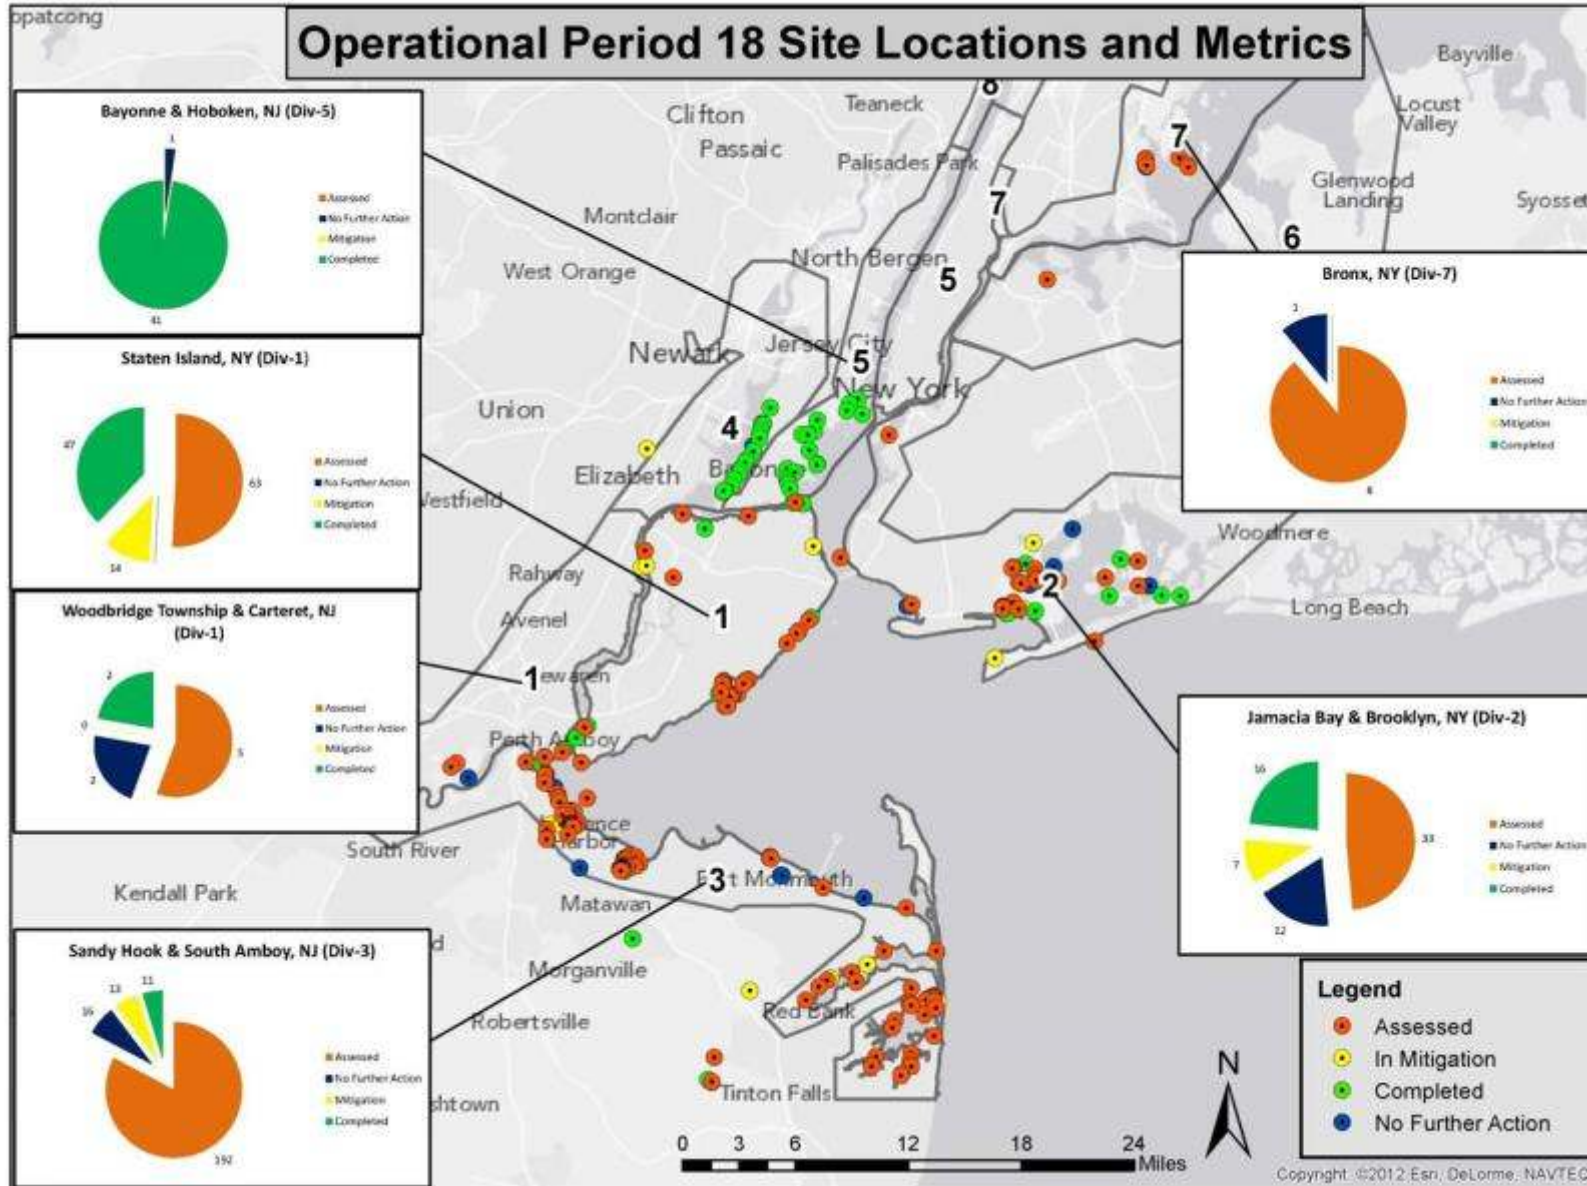 opatcong
Operational Period 18 Site Locations and Metrics
Bayville
Locust
Valley
Teaneck
Clifton
Passaic
Palisades Park
8
7
7
Glenwood
Landing
Syosse
Montclair
North Bergen
West Orange
5
6
Bayonne & Hoboken, NJ (Div-5)
1
41
Assessed
No Further Action
Mitigation
Completed
Staten Island, NY (Div-1)
47
63
14
Assessed
No Further Action
Mitigation
Completed
Woodbridge Township & Carteret, NJ
(Div-1)
2
0
2
5
Assessed
No Further Action
Mitigation
Completed
Sandy Hook & South Amboy, NJ (Div-3)
16
13
11
192
Assessed
No Further Action
Mitigation
Completed
Bronx, NY (Div-7)
1
Assessed
No Further Action
Mitigation
Completed
Jamacia Bay & Brooklyn, NY (Div-2)
16
33
7
12
Assessed
No Further Action
Mitigation
Completed
Newark
Jersey City
5
New York
Union
4
Elizabeth
Westfield
Woodmere
Rahway
2
Long Beach
Avenel
1
1
ewaren
Perth Amboy
South River
Harbor
Kendall Park
3
Matawan
Morganville
Robertsville
Red Bank
Tinton Falls
shtown
Legend
Assessed
In Mitigation
Completed
No Further Action
N
0 3 6 12 18 24
Miles
Copyright: ©2012 Esri, DeLorme, NAVTEQ